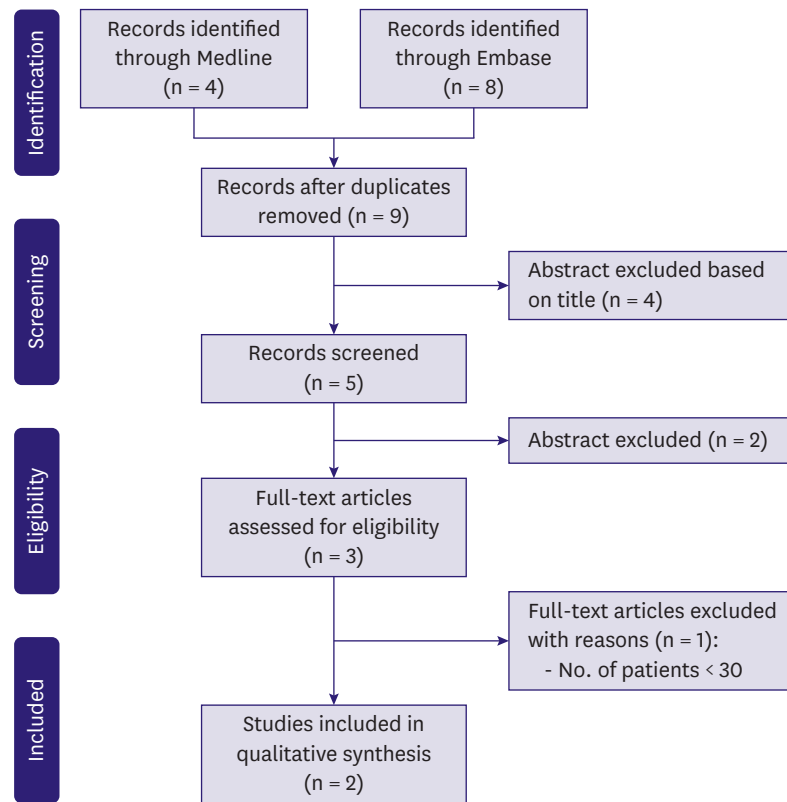 Identification
Records identified
through Medline
(n = 4)
Records identified
through Embase
(n = 8)
Records after duplicates
removed (n = 9)
Screening
Abstract excluded based
on title (n = 4)
Records screened
(n = 5)
Eligibility
Abstract excluded (n = 2)
Full-text articles
assessed for eligibility
(n = 3)
Full-text articles excluded
with reasons (n = 1):
- No. of patients < 30
Included
Studies included in
qualitative synthesis
(n = 2)